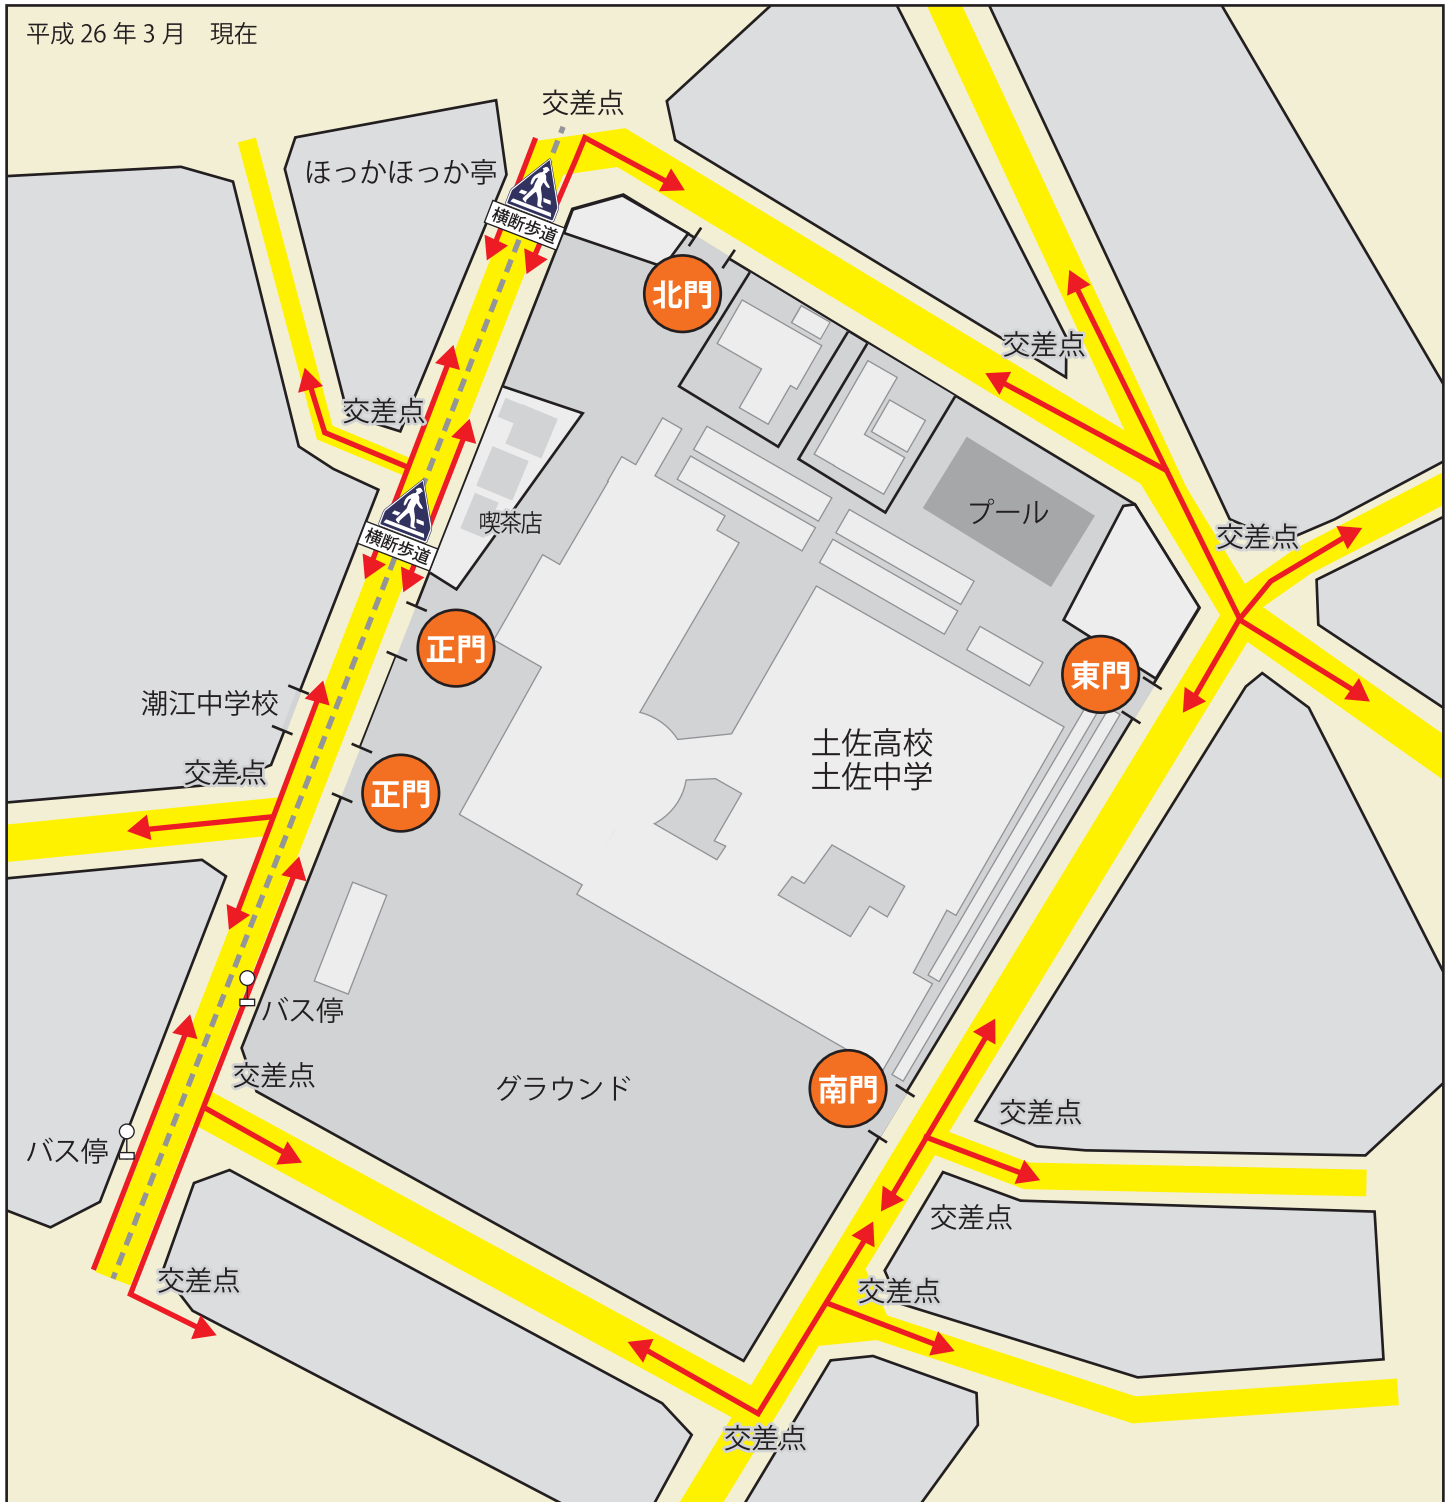 平成 26 年 3 月　現在
交差点
ほっかほっか亭
横断歩道
北門
交差点
交差点
プール
喫茶店
交差点
横断歩道
正門
東門
潮江中学校
土佐高校
土佐中学
交差点
正門
バス停
グラウンド
交差点
南門
交差点
バス停
交差点
交差点
交差点
交差点